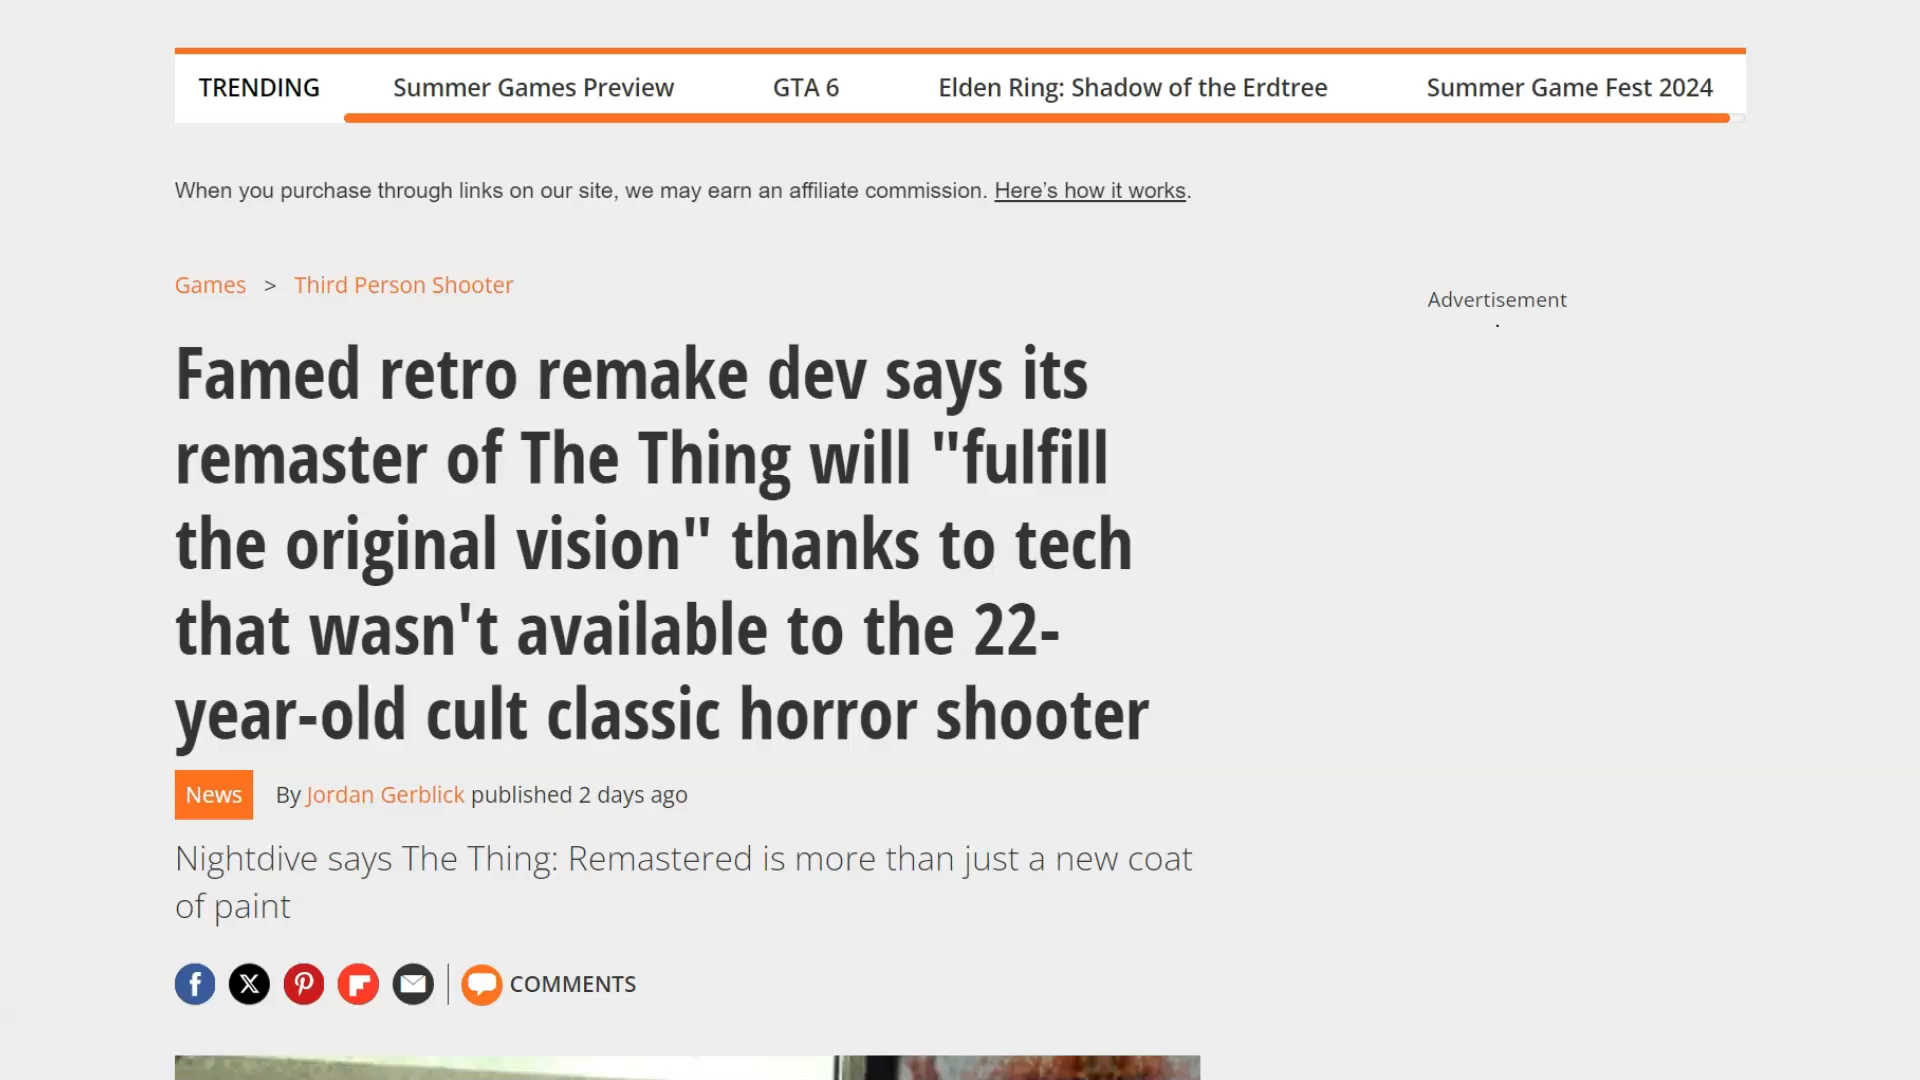 TRENDING Summer Games Preview GTA 6 Elden Ring: Shadow of the Erdtree Summer Game Fest 2024
When you purchase through links on our site, we may earn an affiliate commission. Here’s how it works.
Games > Third Person Shooter
Advertisement
Famed retro remake dev says its
remaster of The Thing will "fulfill
the original vision" thanks to tech
that wasn't available to the 22-
year-old cult classic horror shooter
News By Jordan Gerblick published 2 days ago
Nightdive says The Thing: Remastered is more than just a new coat
of paint
COMMENTS